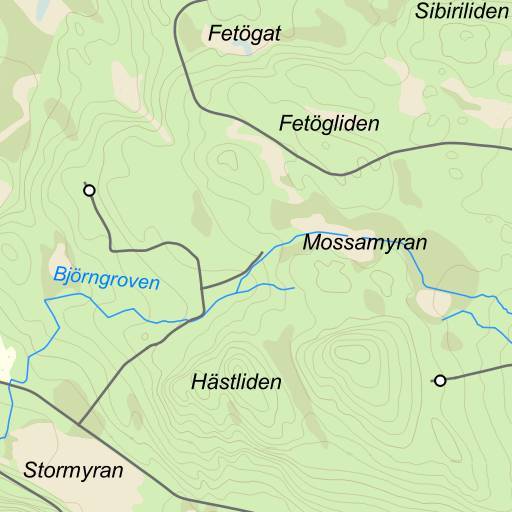 Sibiriliden
Fetögat
Fetögliden
Mossamyran
Björngroven
Hästliden
Stormyran